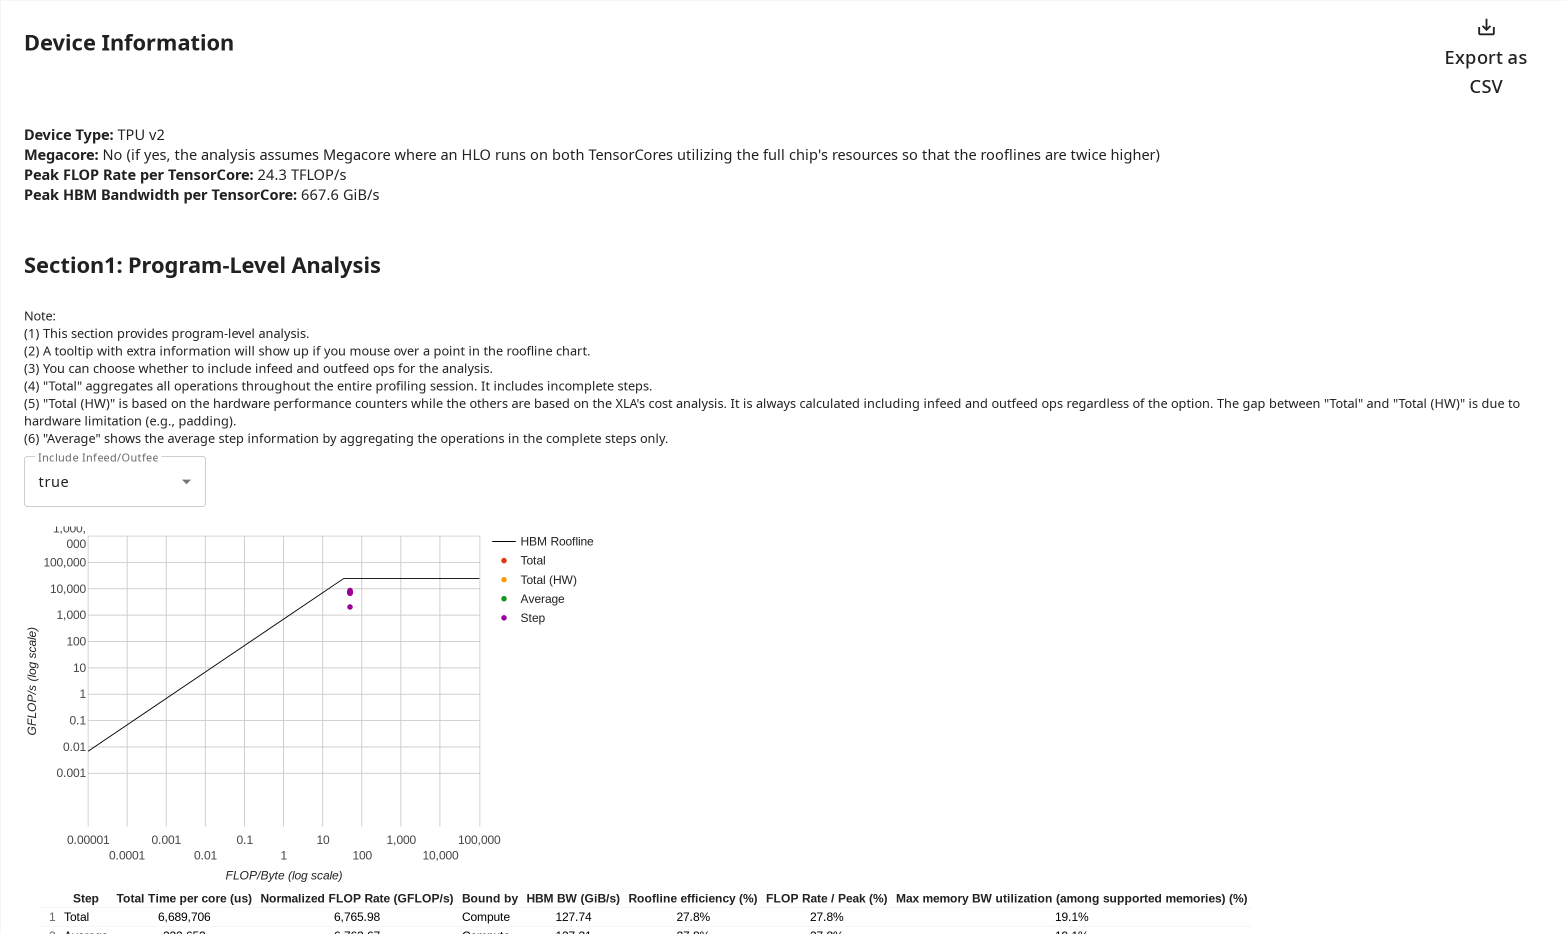 Device Information
Export as
CSV
Device Type: TPU v2
Megacore: No (if yes, the analysis assumes Megacore where an HLO runs on both TensorCores utilizing the full chip's resources so that the rooflines are twice higher)
Peak FLOP Rate per TensorCore: 24.3 TFLOP/s
Peak HBM Bandwidth per TensorCore: 667.6 GiB/s
Section1: Program-Level Analysis
Note:
(1) This section provides program-level analysis.
(2) A tooltip with extra information will show up if you mouse over a point in the roofline chart.
(3) You can choose whether to include infeed and outfeed ops for the analysis.
(4) "Total" aggregates all operations throughout the entire profiling session. It includes incomplete steps.
(5) "Total (HW)" is based on the hardware performance counters while the others are based on the XLA's cost analysis. It is always calculated including infeed and outfeed ops regardless of the option. The gap between "Total" and "Total (HW)" is due to
hardware limitation (e.g., padding).
(6) "Average" shows the average step information by aggregating the operations in the complete steps only.
Include Infeed/Outfee
true
1,000,
000
100,000
10,000
1,000
100
10
1
0.1
0.01
0.001
GFLOP/s (log scale)
HBM Roofline
Total
Total (HW)
Average
Step
0.00001 0.001 0.1 10 1,000 100,000
0.0001 0.01 1 100 10,000
FLOP/Byte (log scale)
Step Total Time per core (us) Normalized FLOP Rate (GFLOP/s) Bound by HBM BW (GiB/s) Roofline efficiency (%) FLOP Rate / Peak (%) Max memory BW utilization (among supported memories) (%)
1 Total 6,689,706 6,765.98 Compute 127.74 27.8% 27.8% 19.1%